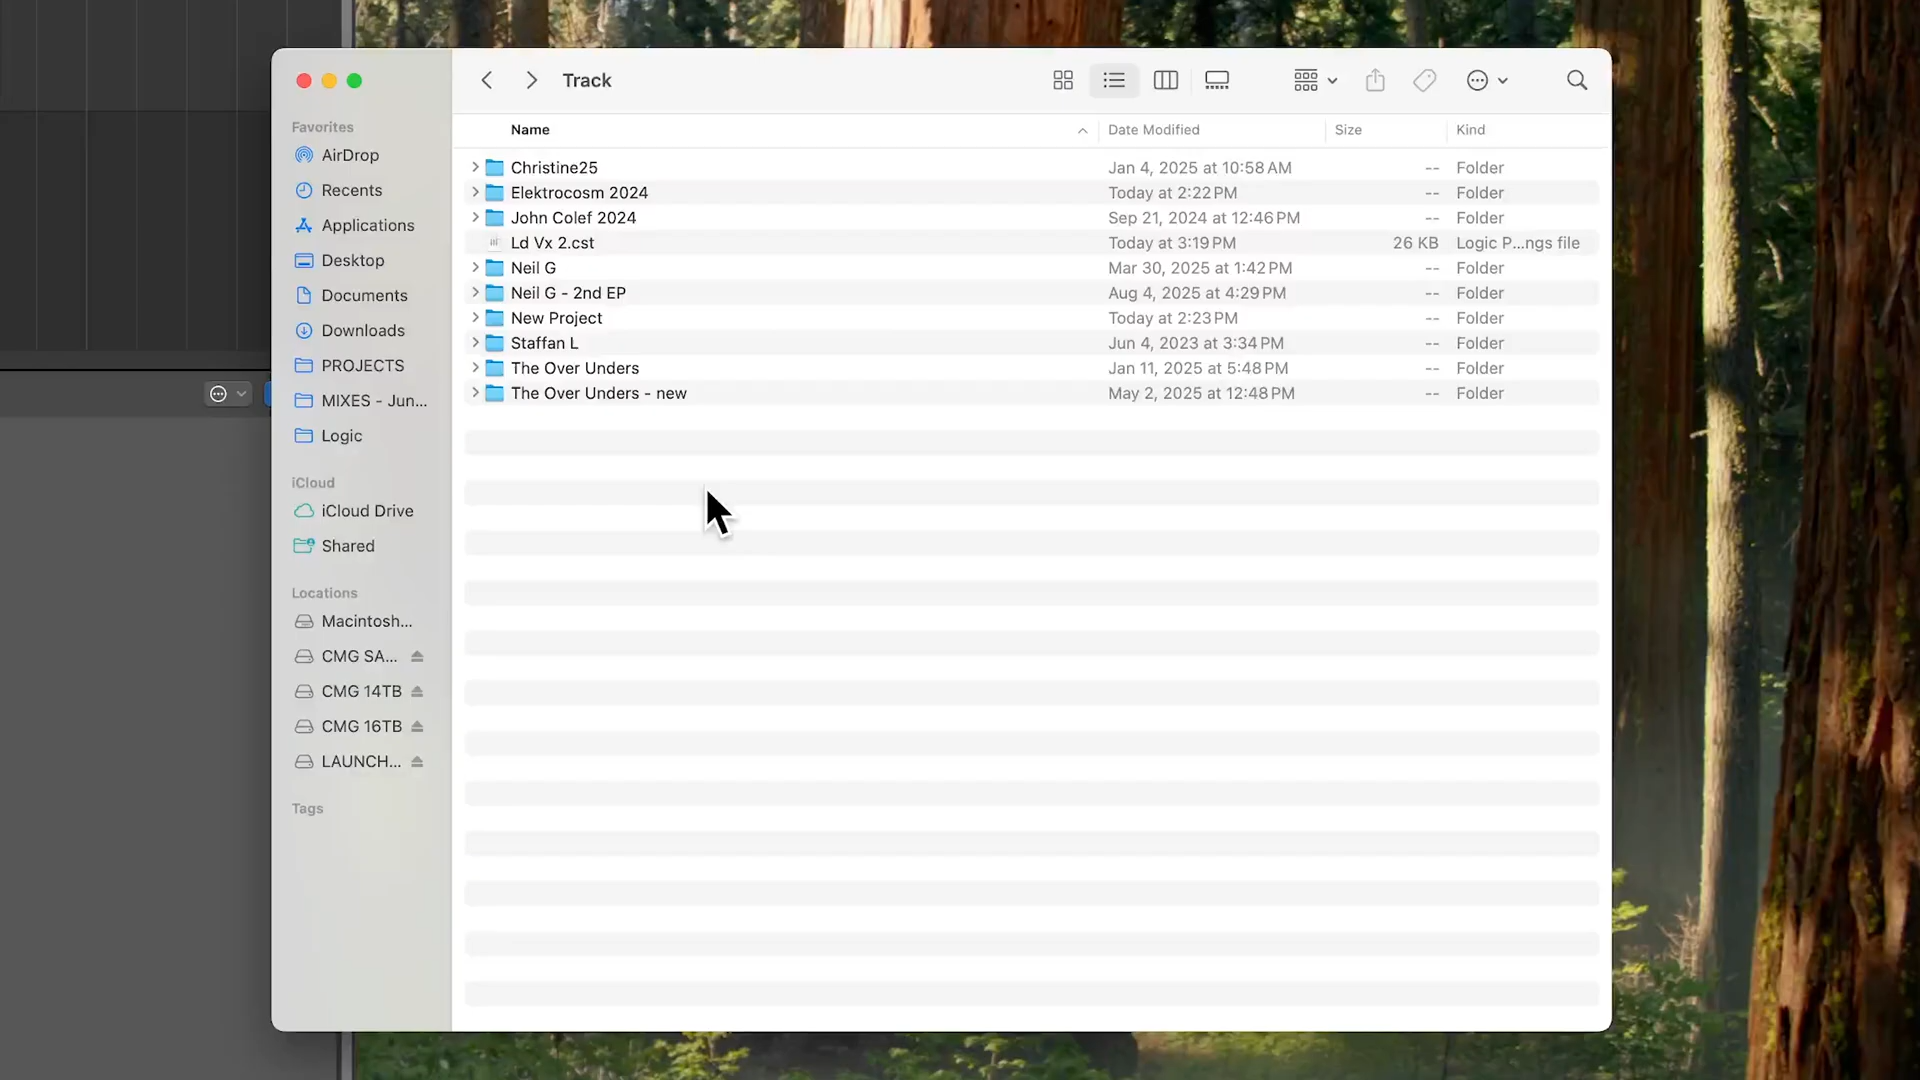 Track
Favorites
AirDrop
Recents
Applications
Desktop
Documents
Downloads
PROJECTS
MIXES - Jun...
Logic
iCloud
iCloud Drive
Shared
Locations
Macintosh...
CMG SA...
CMG 14TB
CMG 16TB
LAUNCH...
Tags
Name Date Modified Size Kind
Christine25 Jan 4, 2025 at 10:58 AM -- Folder
Elektrocosm 2024 Today at 2:22 PM -- Folder
John Colef 2024 Sep 21, 2024 at 12:46 PM -- Folder
Ld Vx 2.cst Today at 3:19 PM 26 KB Logic P...ngs file
Neil G Mar 30, 2025 at 1:42 PM -- Folder
Neil G - 2nd EP Aug 4, 2025 at 4:29 PM -- Folder
New Project Today at 2:23 PM -- Folder
Staffan L Jun 4, 2023 at 3:34 PM -- Folder
The Over Unders Jan 11, 2025 at 5:48 PM -- Folder
The Over Unders - new May 2, 2025 at 12:48 PM -- Folder